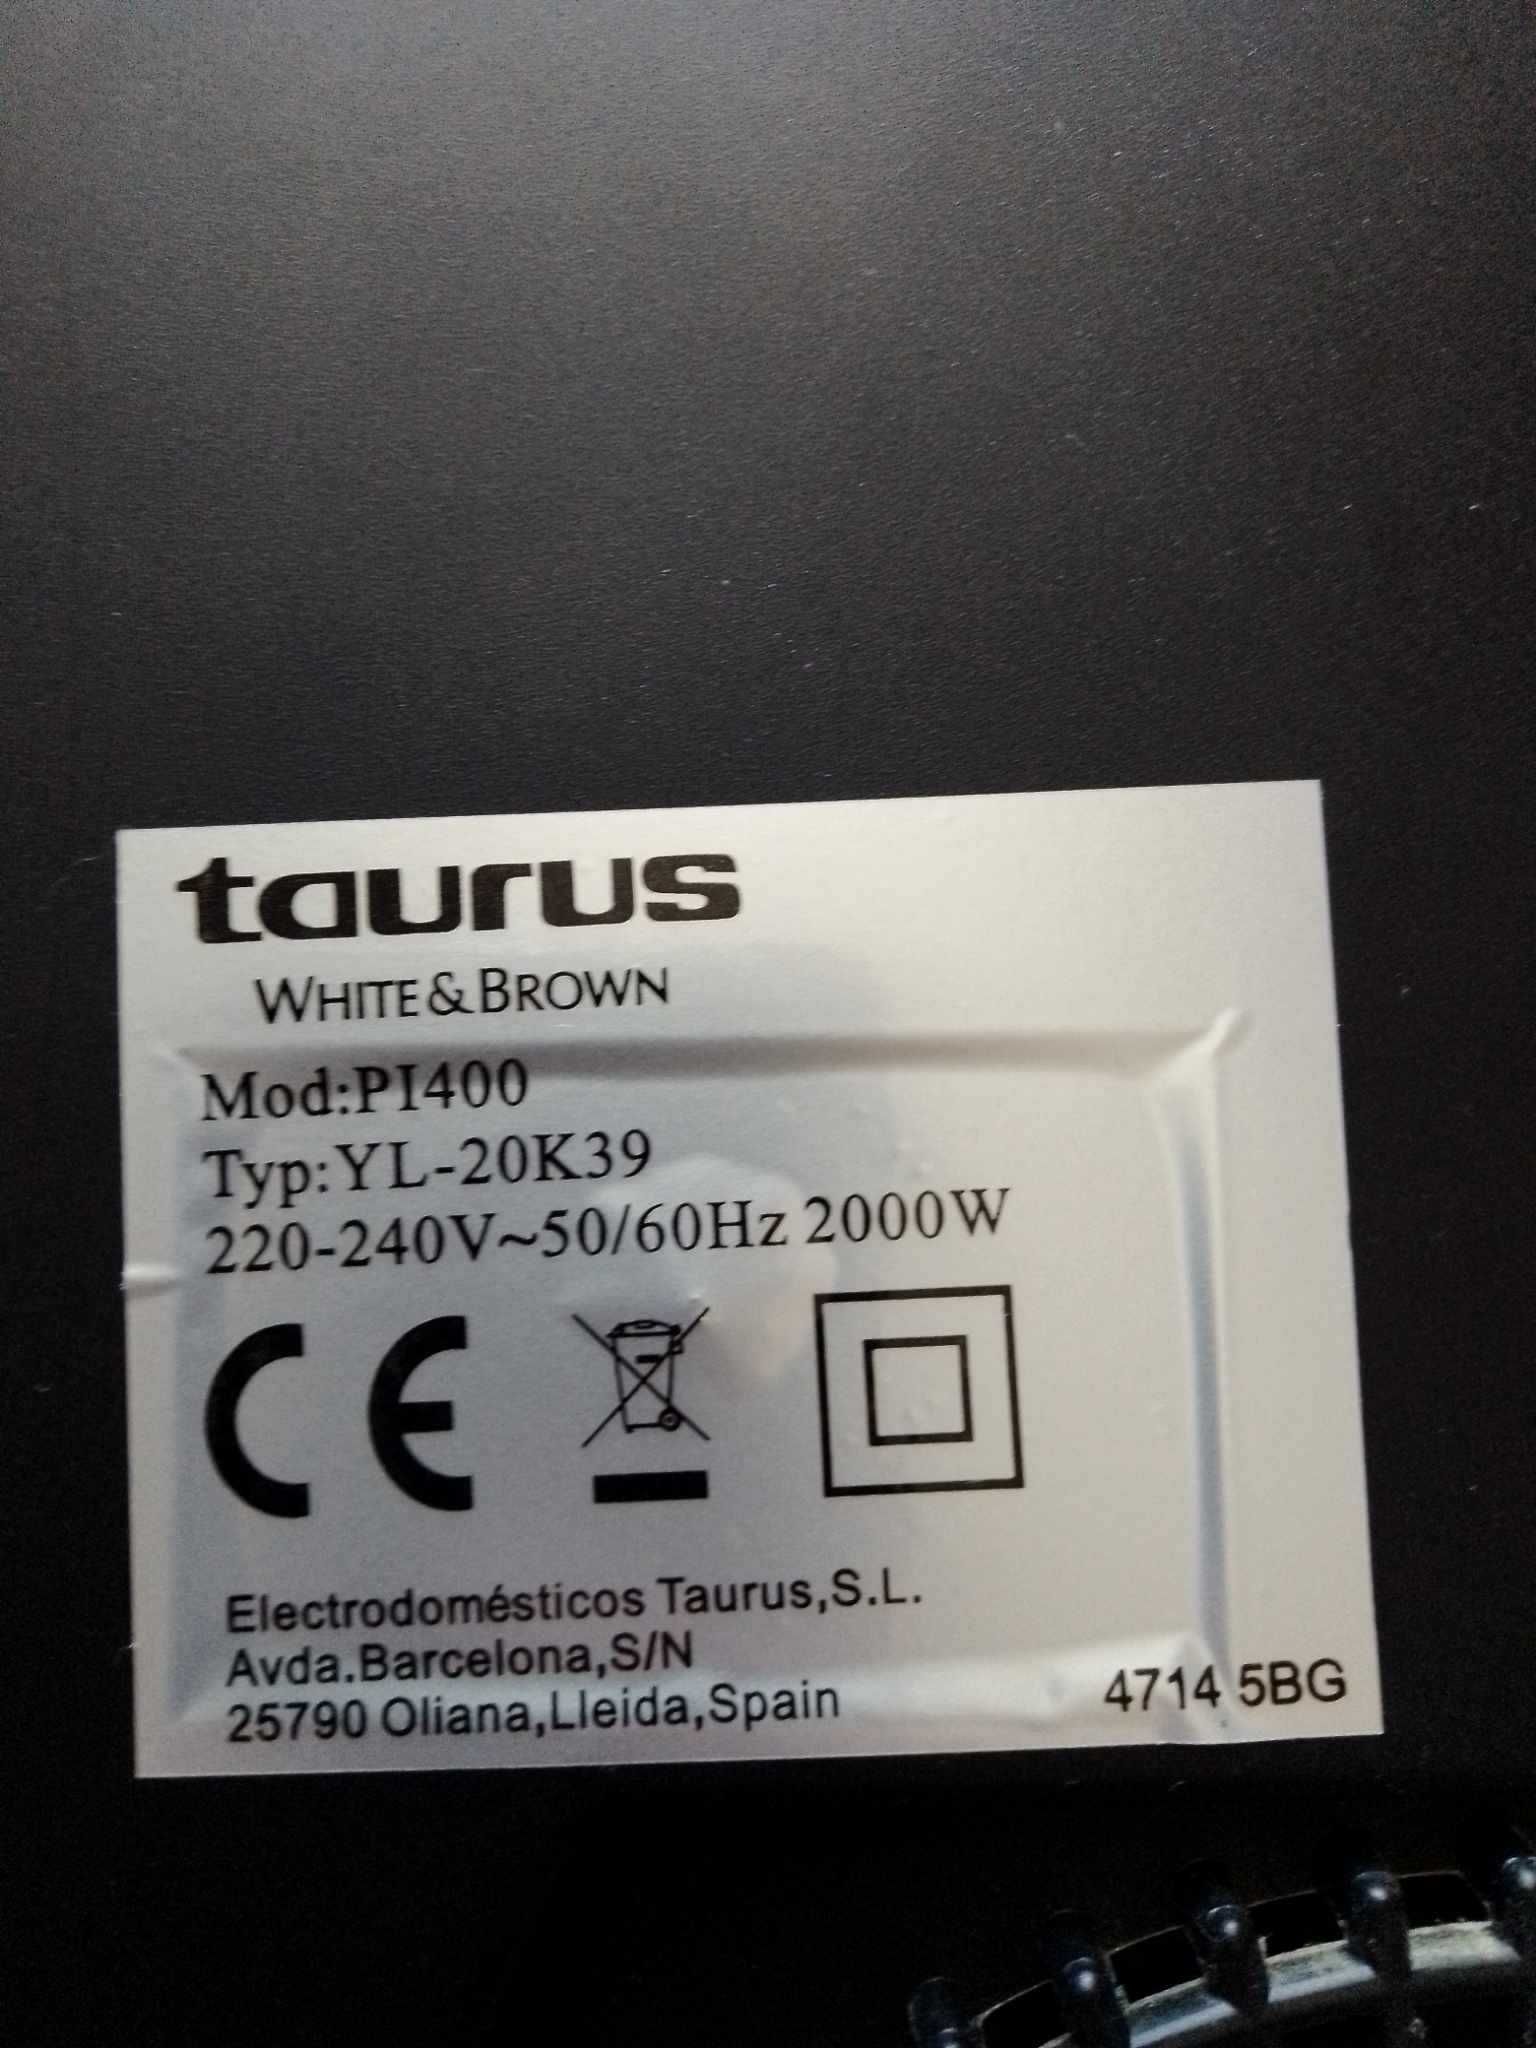 taurus
WHITE & BROWN
Mod:PI400
Typ:YL-20K39
220-240V~50/60Hz 2000W
CE
Electrodomésticos Taurus,S.L.
Avda.Barcelona,S/N
25790 Oliana,Lleida,Spain
4714 5BG